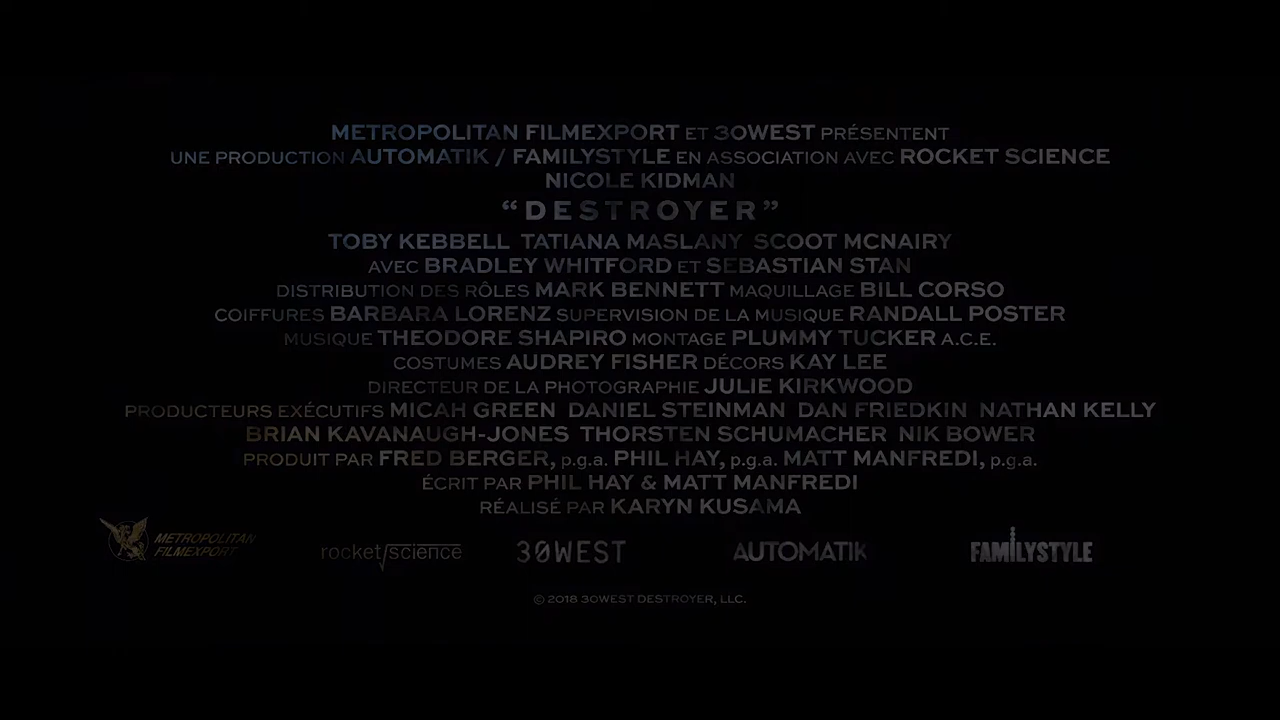 METROPOLITAN FILMEXPORT ET 30WEST PRÉSENTENT
UNE PRODUCTION AUTOMATIK / FAMILYSTYLE EN ASSOCIATION AVEC ROCKET SCIENCE
NICOLE KIDMAN
“DESTROYER”
TOBY KEBBELL TATIANA MASLANY SCOOT MCNAIRY
AVEC BRADLEY WHITFORD ET SEBASTIAN STAN
DISTRIBUTION DES RÔLES MARK BENNETT MAQUILLAGE BILL CORSO
COIFFURES BARBARA LORENZ SUPERVISION DE LA MUSIQUE RANDALL POSTER
MUSIQUE THEODORE SHAPIRO MONTAGE PLUMMY TUCKER A.C.E.
COSTUMES AUDREY FISHER DÉCORS KAY LEE
DIRECTEUR DE LA PHOTOGRAPHIE JULIE KIRKWOOD
PRODUCTEURS EXÉCUTIFS MICAH GREEN DANIEL STEINMAN DAN FRIEDKIN NATHAN KELLY
BRIAN KAVANAUGH-JONES THORSTEN SCHUMACHER NIK BOWER
PRODUIT PAR FRED BERGER, p.g.a. PHIL HAY, p.g.a. MATT MANFREDI, p.g.a.
ÉCRIT PAR PHIL HAY & MATT MANFREDI
RÉALISÉ PAR KARYN KUSAMA
METROPOLITAN
FILMEXPORT
rocket science
30WEST
AUTOMATIK
FAMILYSTYLE
© 2018 30WEST DESTROYER, LLC.